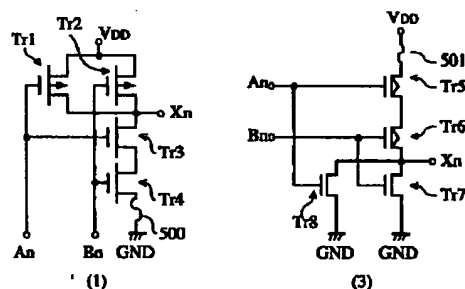 VDD
Tr1
Tr2
Xn
Tr3
Tr4
500
An
Bn
GND
(1)
VDD
501
An
Tr5
Bn
Tr6
Xn
Tr8
Tr7
GND
GND
(3)